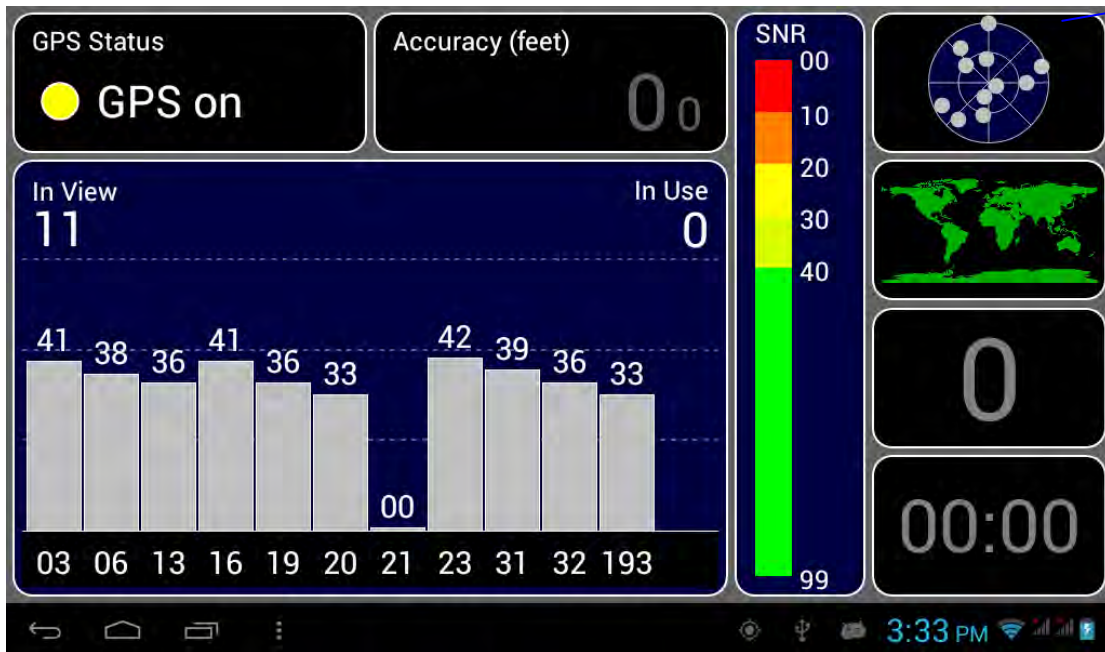 GPS Status
GPS on
Accuracy (feet)
0 0
In View
11
In Use
0
41 38 36 41 36 33 00 42 39 36 33
03 06 13 16 19 20 21 23 31 32 193
SNR
00
10
20
30
40
99
0
00:00
3:33 PM